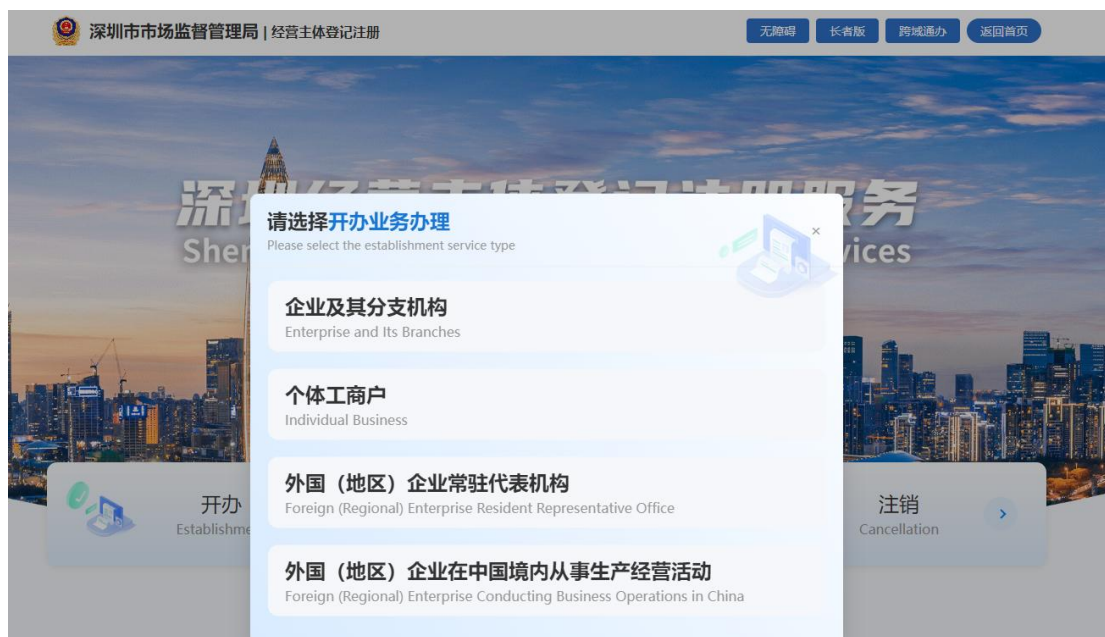 深圳市市场监督管理局 | 经营主体登记注册
无障碍
长者版
跨域通办
返回首页
请选择开办业务办理
Please select the establishment service type
企业及其分支机构
Enterprise and Its Branches
个体工商户
Individual Business
外国（地区）企业常驻代表机构
Foreign (Regional) Enterprise Resident Representative Office
外国（地区）企业在中国境内从事生产经营活动
Foreign (Regional) Enterprise Conducting Business Operations in China
开办
注销
Cancellation